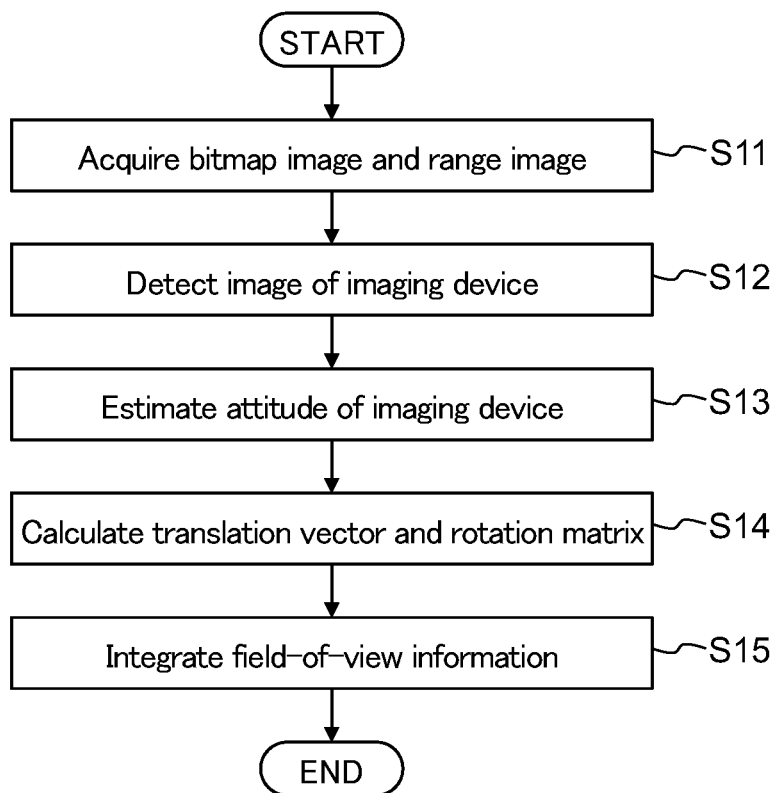 START
Acquire bitmap image and range image
S11
Detect image of imaging device
S12
Estimate attitude of imaging device
S13
Calculate translation vector and rotation matrix
S14
Integrate field-of-view information
S15
END